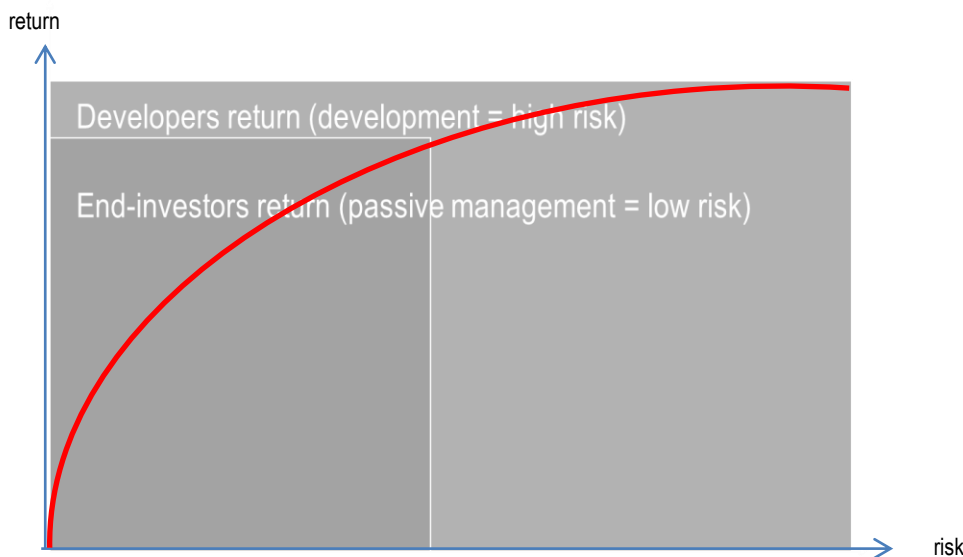 return
Developers return (development = high risk)
End-investors return (passive management = low risk)
risk